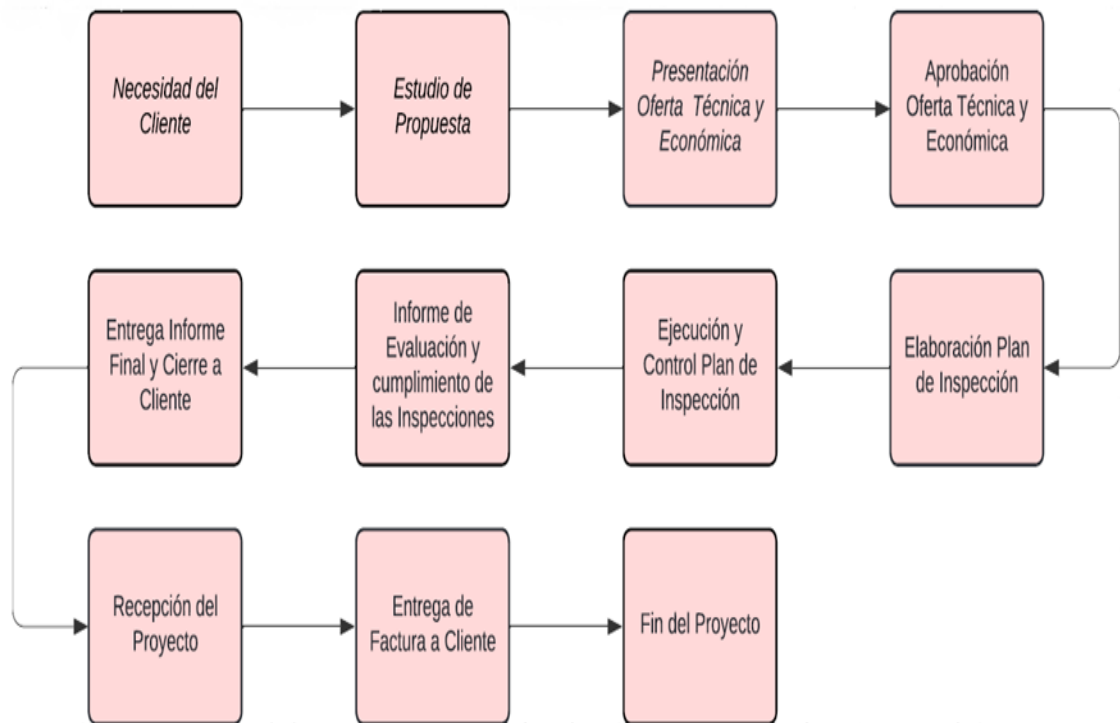 Necesidad del
Cliente
Estudio de
Propuesta
Presentación
Oferta Técnica y
Económica
Aprobación
Oferta Técnica y
Económica
Elaboración Plan
de Inspección
Ejecución y
Control Plan de
Inspección
Informe de
Evaluación y
cumplimiento de
las Inspecciones
Entrega Informe
Final y Cierre a
Cliente
Recepción del
Proyecto
Entrega de
Factura a Cliente
Fin del Proyecto